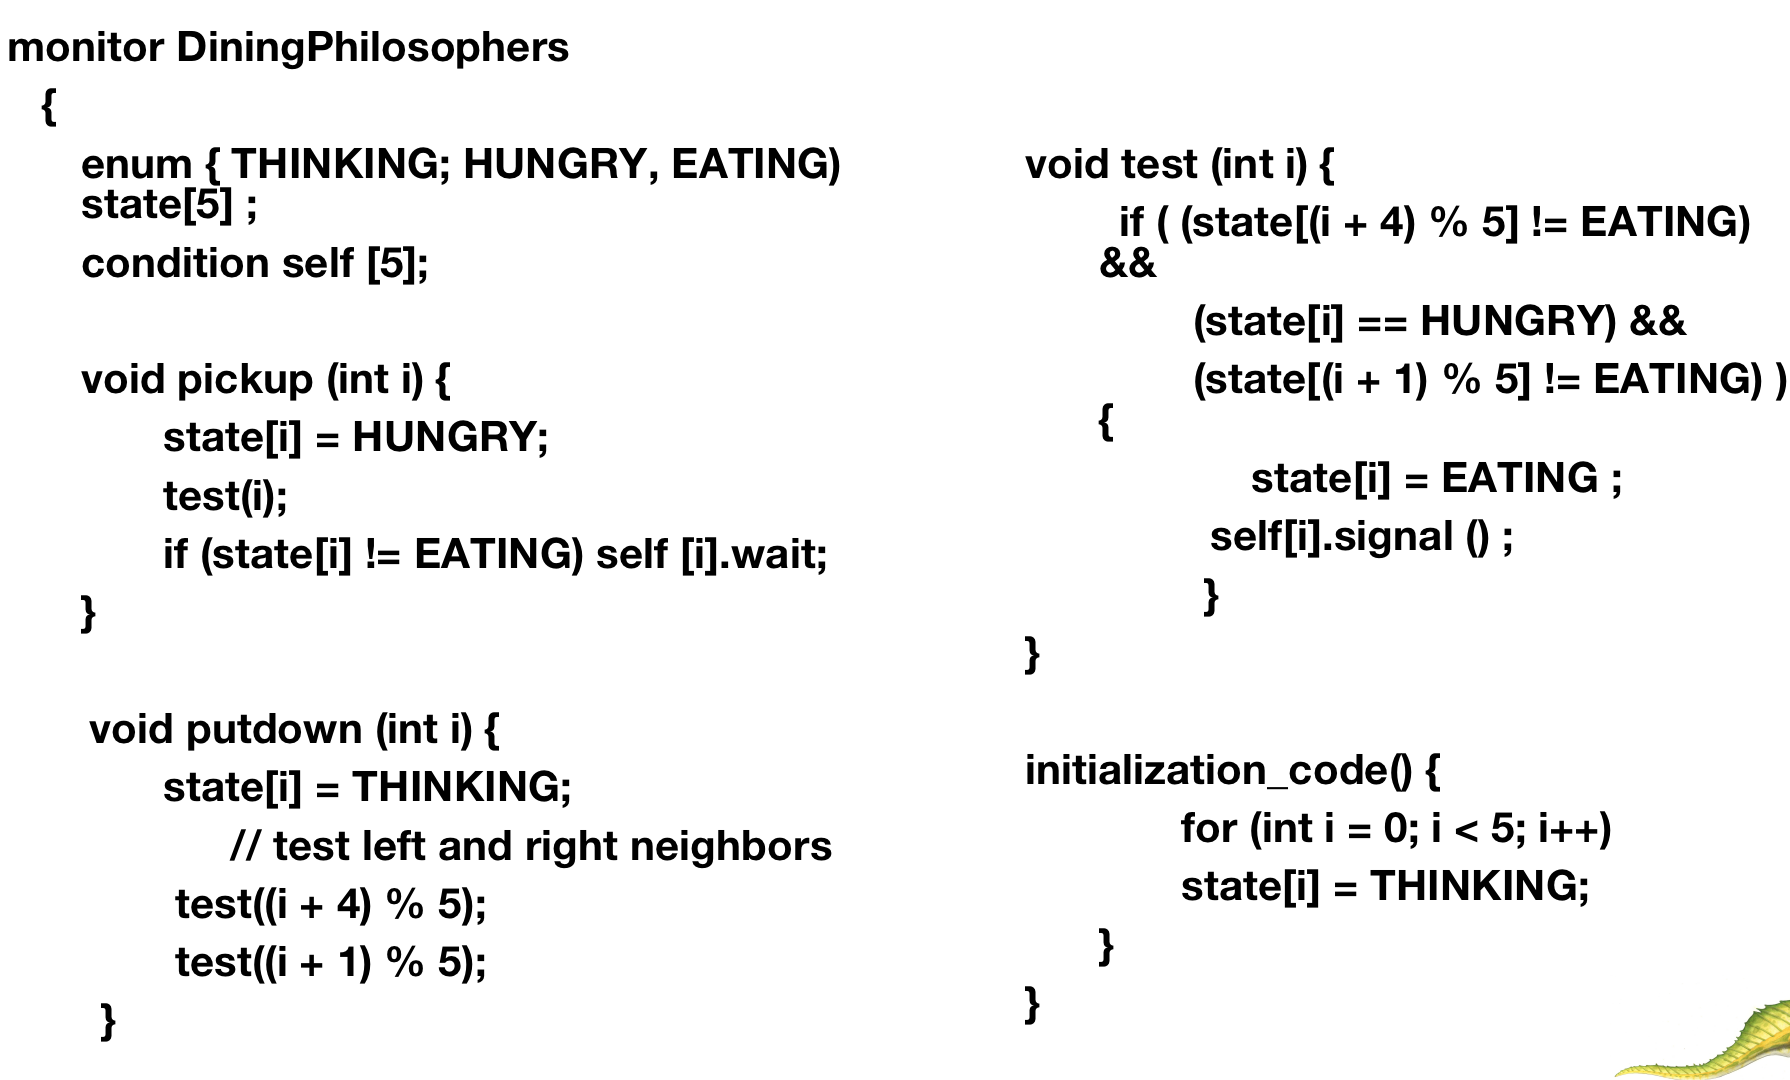 monitor DiningPhilosophers
{
enum { THINKING; HUNGRY, EATING)
state[5] ;
condition self [5];
void pickup (int i) {
state[i] = HUNGRY;
test(i);
if (state[i] != EATING) self [i].wait;
}
void putdown (int i) {
state[i] = THINKING;
// test left and right neighbors
test((i + 4) % 5);
test((i + 1) % 5);
}
void test (int i) {
if ( (state[(i + 4) % 5] != EATING)
&&
(state[i] == HUNGRY) &&
(state[(i + 1) % 5] != EATING) )
{
state[i] = EATING ;
self[i].signal () ;
}
}
initialization_code() {
for (int i = 0; i < 5; i++)
state[i] = THINKING;
}
}